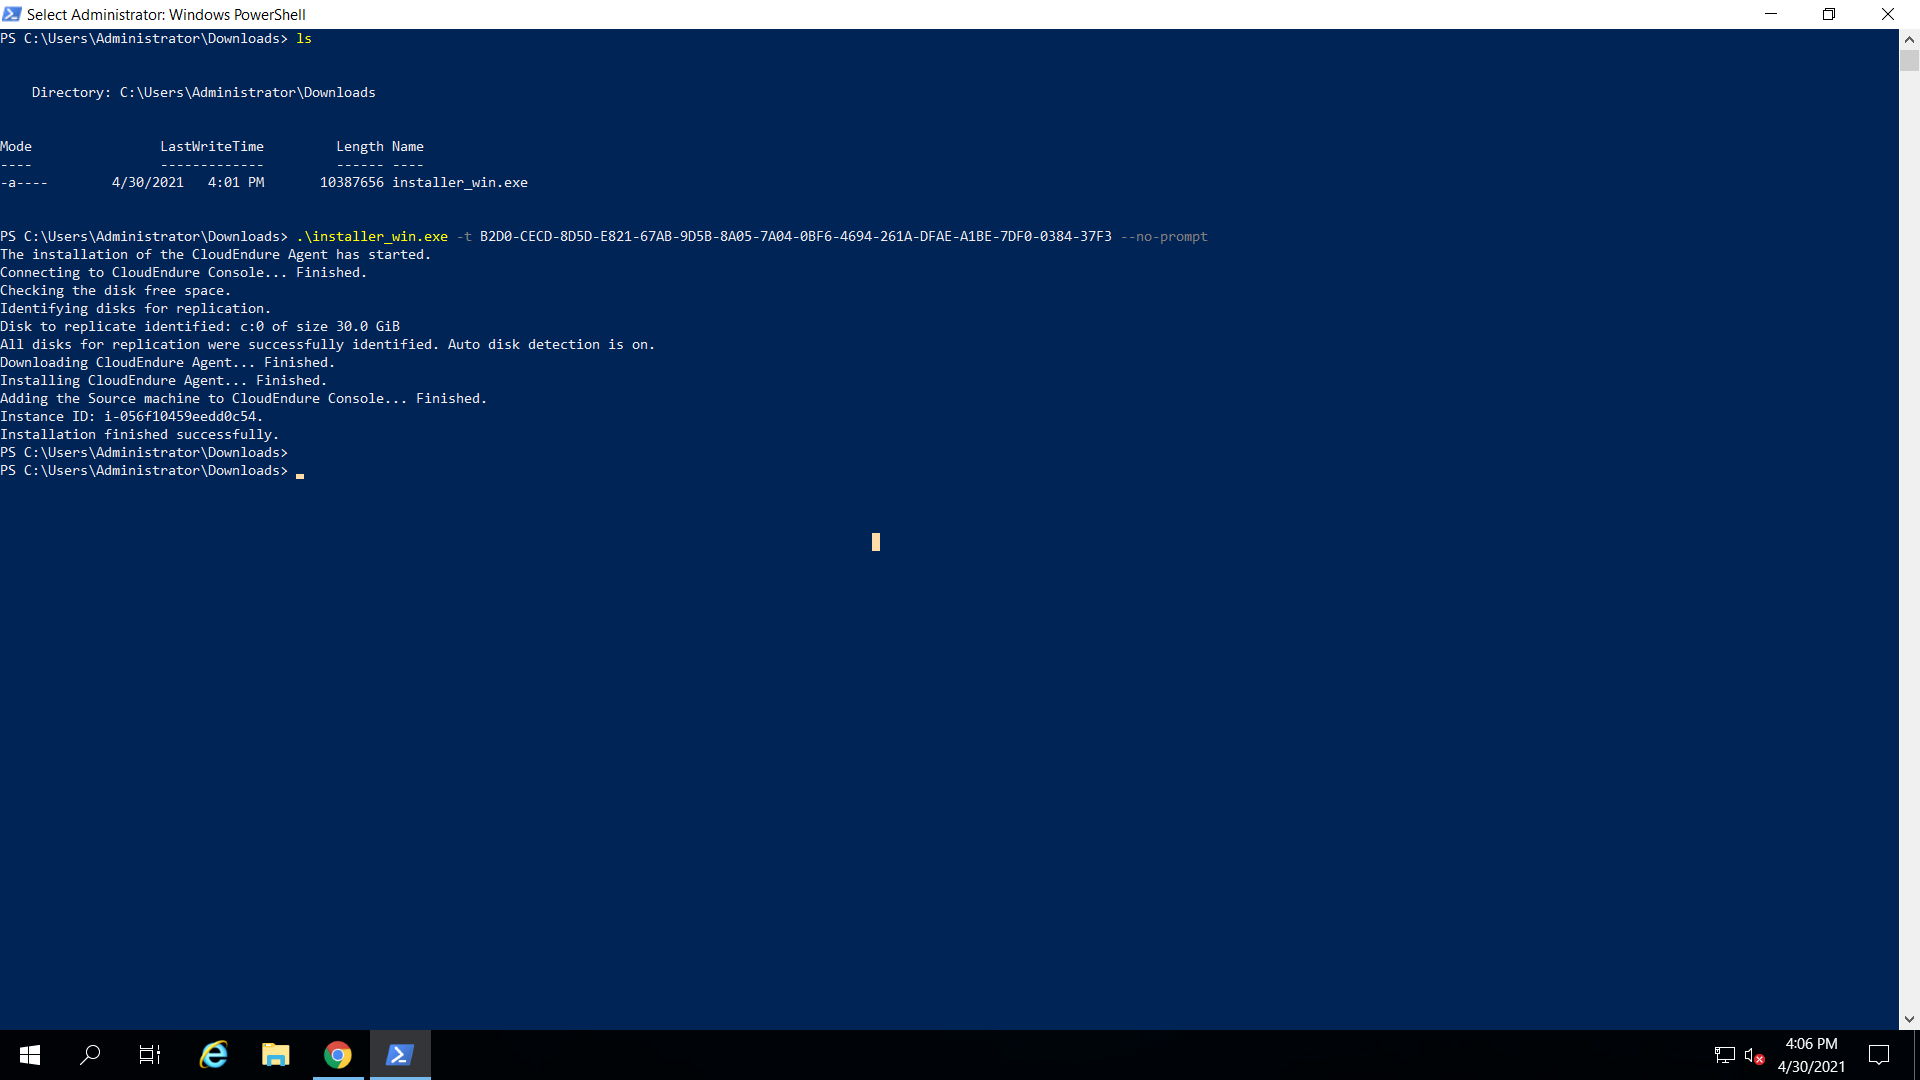 Select Administrator: Windows PowerShell
PS C:\Users\Administrator\Downloads> ls
Directory: C:\Users\Administrator\Downloads
Mode                LastWriteTime         Length Name
----                -------------         ------ ----
-a----        4/30/2021   4:01 PM       10387656 installer_win.exe
PS C:\Users\Administrator\Downloads> .\installer_win.exe -t B2D0-CECD-8D5D-E821-67AB-9D5B-8A05-7A04-0BF6-4694-261A-DFAE-A1BE-7DF0-0384-37F3 --no-prompt
The installation of the CloudEndure Agent has started.
Connecting to CloudEndure Console... Finished.
Checking the disk free space.
Identifying disks for replication.
Disk to replicate identified: c:0 of size 30.0 GiB
All disks for replication were successfully identified. Auto disk detection is on.
Downloading CloudEndure Agent... Finished.
Installing CloudEndure Agent... Finished.
Adding the Source machine to CloudEndure Console... Finished.
Instance ID: i-056f10459eedd0c54.
Installation finished successfully.
PS C:\Users\Administrator\Downloads>
PS C:\Users\Administrator\Downloads>
4:06 PM
4/30/2021